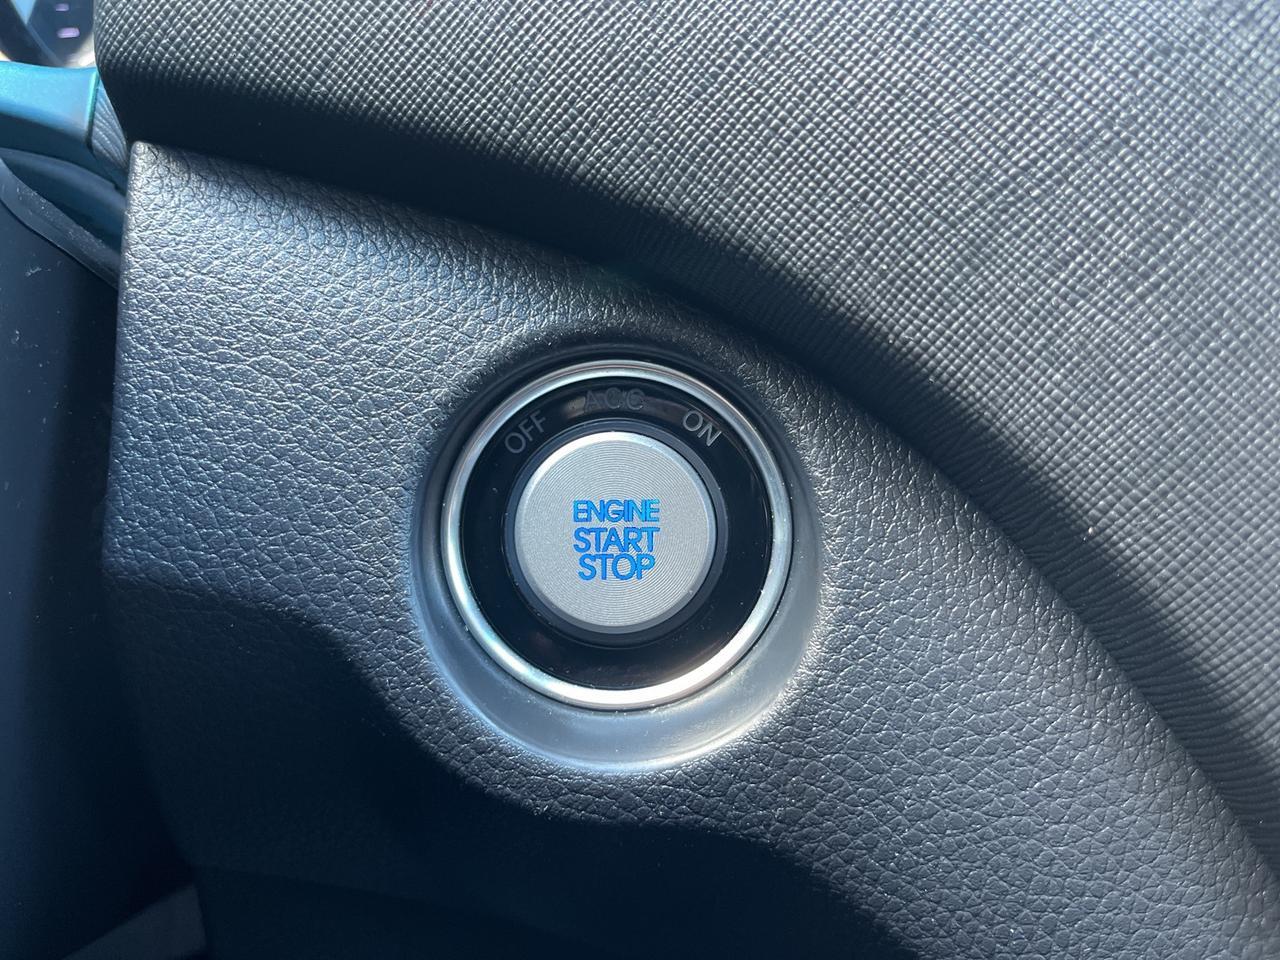 OFF ACC ON
ENGINE
START
STOP